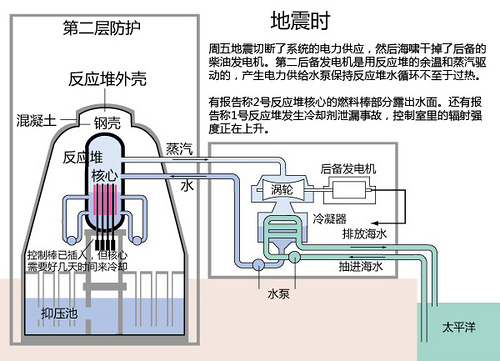 地震时
第二层防护
周五地震切断了系统的电力供应，然后海啸干掉了后备的
柴油发电机。第二后备发电机是用反应堆的余温和蒸汽驱
动的，产生电力供给水泵保持反应堆水循环不至于过热。
有报告称2号反应堆核心的燃料棒部分露出水面。还有报
告称1号反应堆发生冷却剂泄漏事故，控制室里的辐射强
度正在上升。
反应堆外壳
混凝土
钢壳
反应堆
核心
蒸汽
水
涡轮
后备发电机
冷凝器
排放海水
抽进海水
水泵
控制棒已插入，但核心
需要好几天时间来冷却
抑压池
太平洋